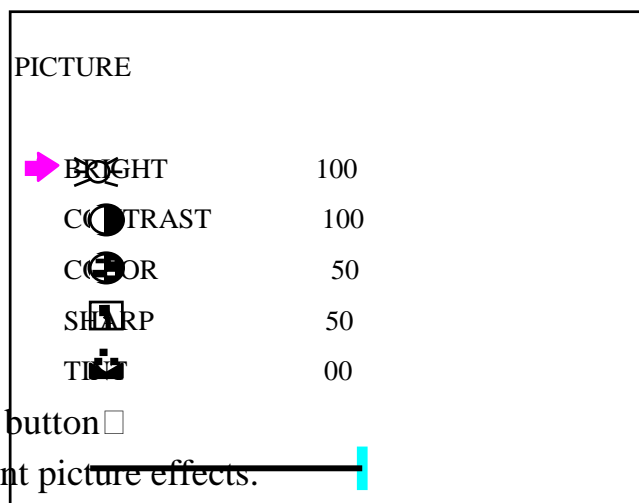 PICTURE
BRIGHT 100
CONTRAST 100
COLOR 50
SHARP 50
TINT 00
button
nt picture effects.